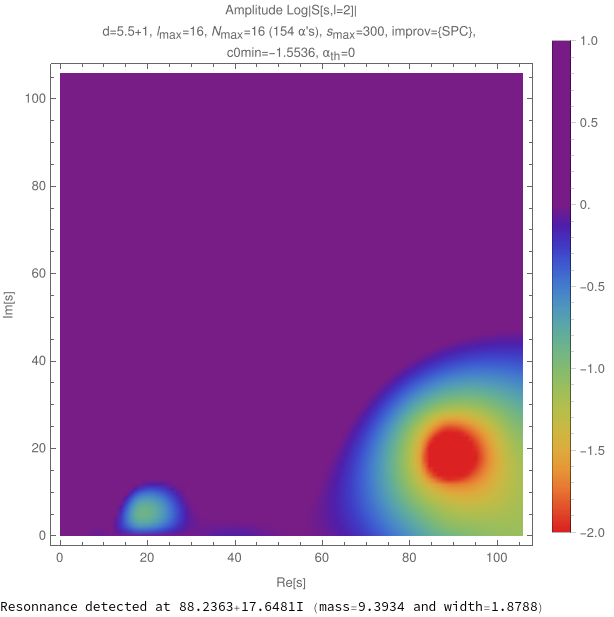 Amplitude Log|S[s,l=2]|
d=5.5+1, lmax=16, Nmax=16 (154 α's), smax=300, improv={SPC},
c0min=−1.5536, αth=0
Im[s]
100
80
60
40
20
0
0 20 40 60 80 100
Re[s]
1.0
0.5
0.
−0.5
−1.0
−1.5
−2.0
Resonnance detected at 88.2363+17.6481I (mass=9.3934 and width=1.8788)